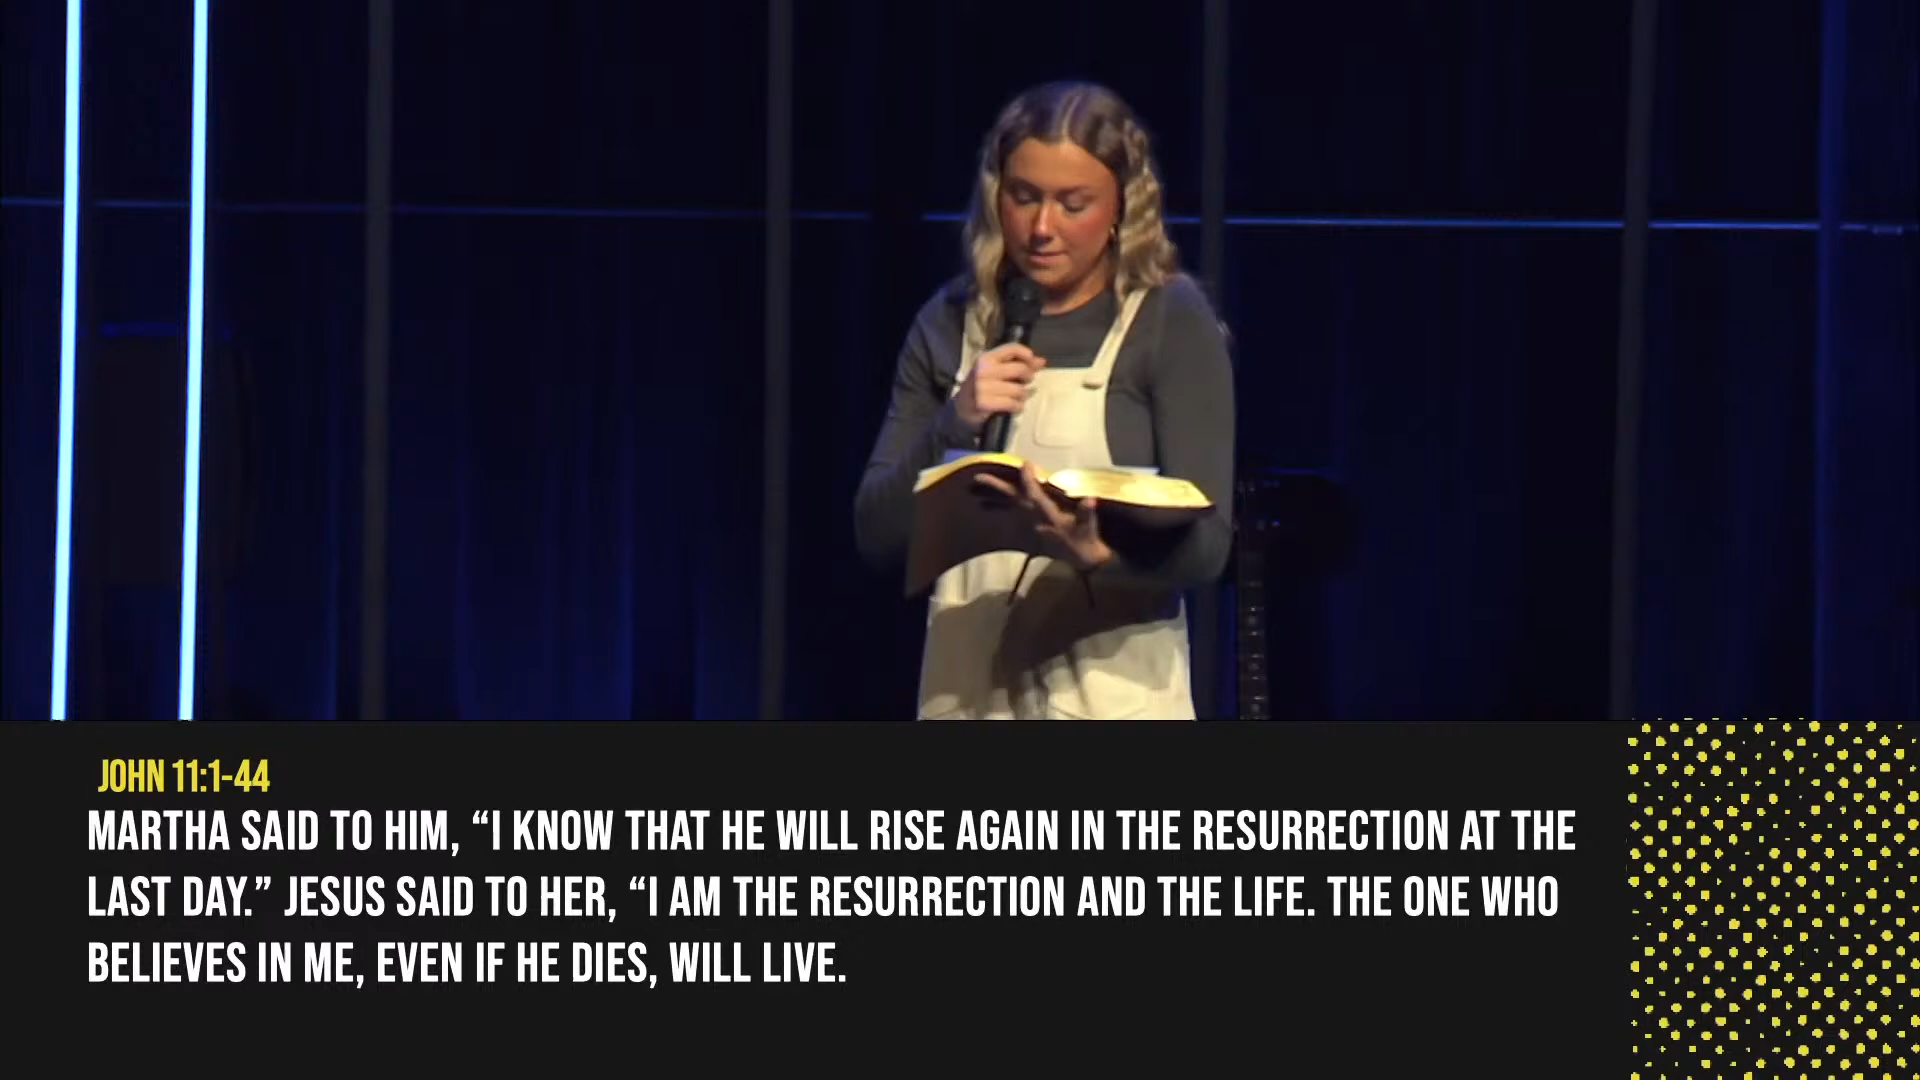 JOHN 11:1-44
MARTHA SAID TO HIM, “I KNOW THAT HE WILL RISE AGAIN IN THE RESURRECTION AT THE
LAST DAY.” JESUS SAID TO HER, “I AM THE RESURRECTION AND THE LIFE. THE ONE WHO
BELIEVES IN ME, EVEN IF HE DIES, WILL LIVE.